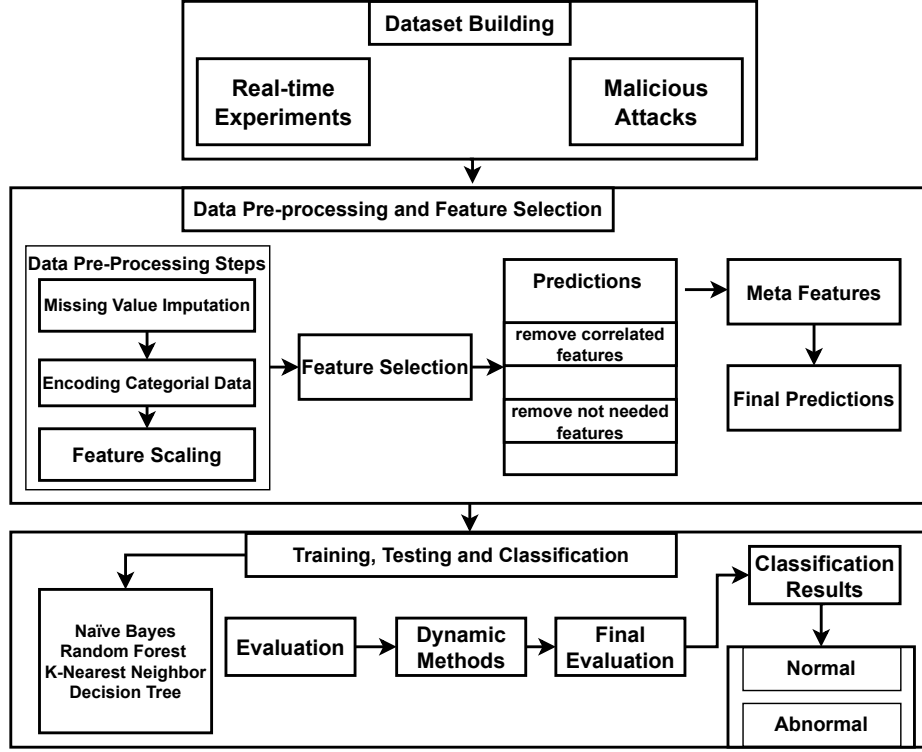 Dataset Building
Real-time
Experiments
Malicious
Attacks
Data Pre-processing and Feature Selection
Data Pre-Processing Steps
Missing Value Imputation
Encoding Categorial Data
Feature Scaling
Feature Selection
Predictions
remove correlated
features
remove not needed
features
Meta Features
Final Predictions
Training, Testing and Classification
Naïve Bayes
Random Forest
K-Nearest Neighbor
Decision Tree
Evaluation
Dynamic
Methods
Final
Evaluation
Classification
Results
Normal
Abnormal